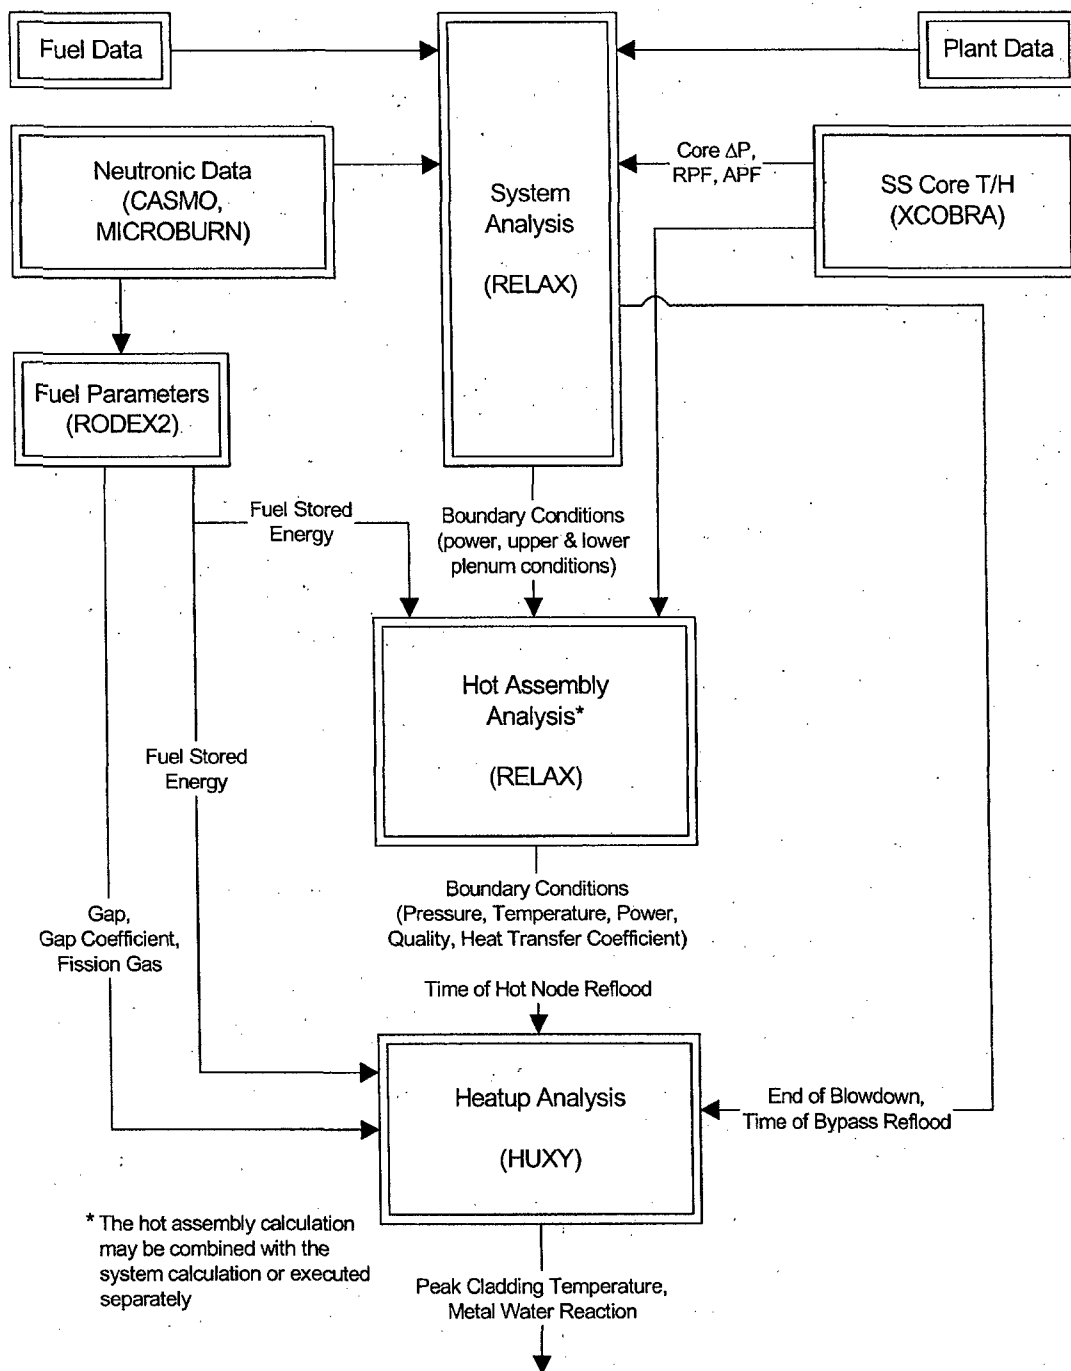 Fuel Data
Plant Data
Neutronic Data
(CASMO,
MICROBURN)
System
Analysis
(RELAX)
Core ΔP,
RPF, APF
SS Core T/H
(XCOBRA)
Fuel Parameters
(RODEX2)
Fuel Stored
Energy
Boundary Conditions
(power, upper & lower
plenum conditions)
Hot Assembly
Analysis*
(RELAX)
Fuel Stored
Energy
Boundary Conditions
(Pressure, Temperature, Power,
Quality, Heat Transfer Coefficient)
Gap,
Gap Coefficient,
Fission Gas
Time of Hot Node Reflood
Heatup Analysis
(HUXY)
End of Blowdown,
Time of Bypass Reflood
* The hot assembly calculation
may be combined with the
system calculation or executed
separately
Peak Cladding Temperature,
Metal Water Reaction